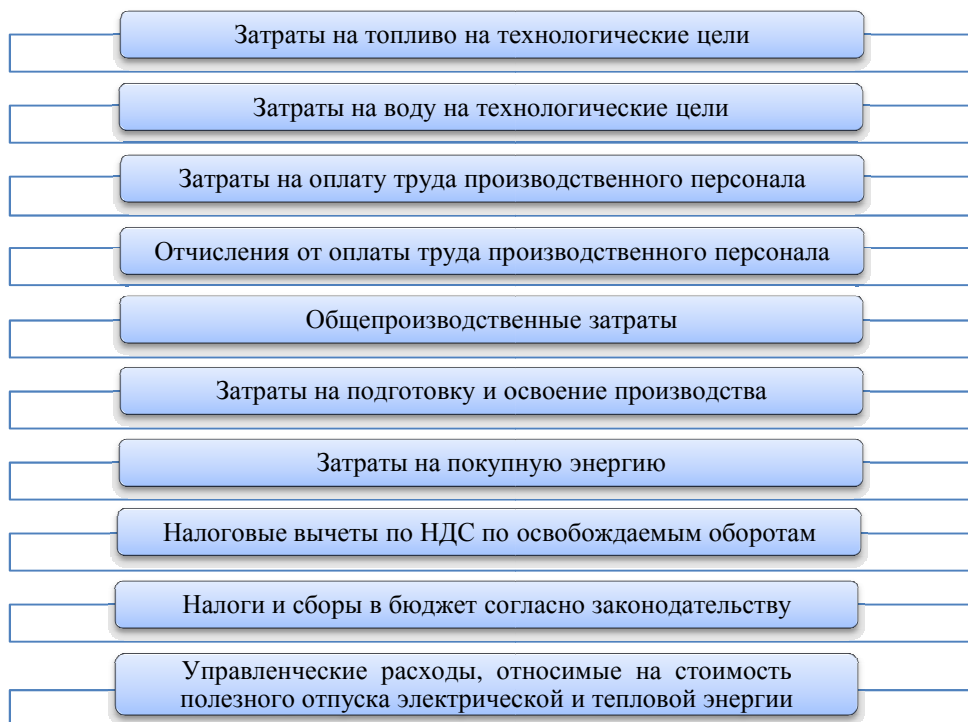 Затраты на топливо на технологические цели
Затраты на воду на технологические цели
Затраты на оплату труда производственного персонала
Отчисления от оплаты труда производственного персонала
Общепроизводственные затраты
Затраты на подготовку и освоение производства
Затраты на покупную энергию
Налоговые вычеты по НДС по освобождаемым оборотам
Налоги и сборы в бюджет согласно законодательству
Управленческие расходы, относимые на стоимость
полезного отпуска электрической и тепловой энергии